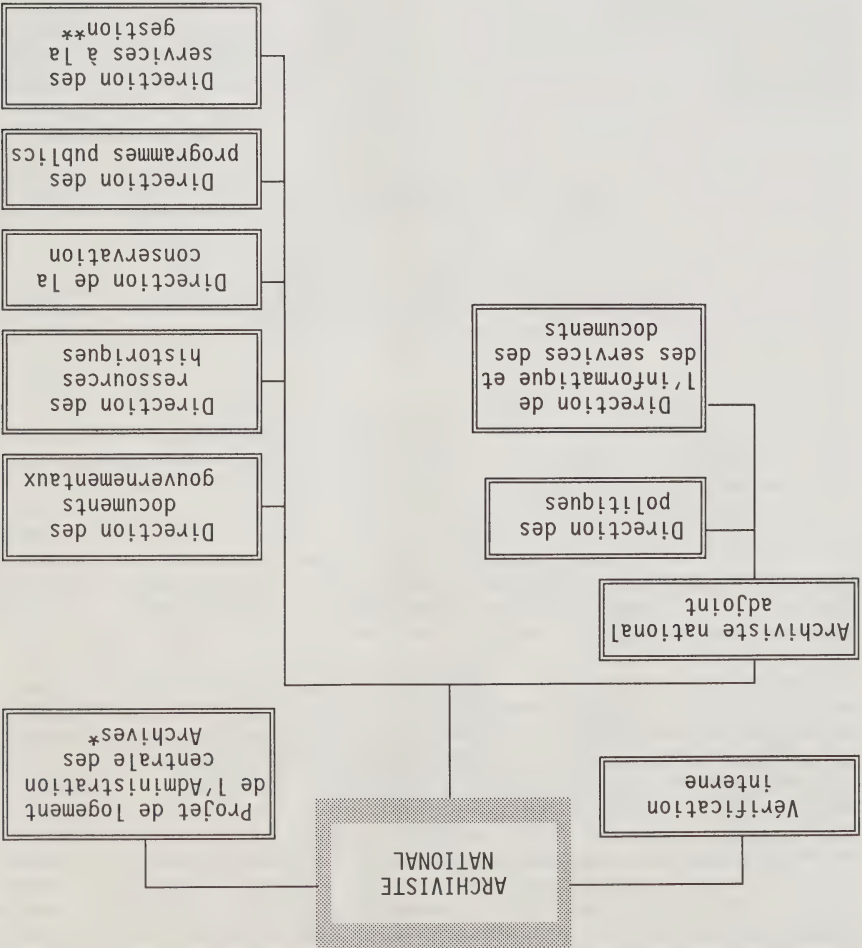 ARCHIVISTE
NATIONAL
Vérification
interne
Projet de logement
de l'Administration
centrale des
Archives*
Archiviste national
adjoint
Direction des
politiques
Direction de
l'informatique et
des services des
documents
Direction des
documents
gouvernementaux
Direction des
ressources
historiques
Direction de la
conservation
Direction des
programmes publics
Direction des
services à la
gestion**